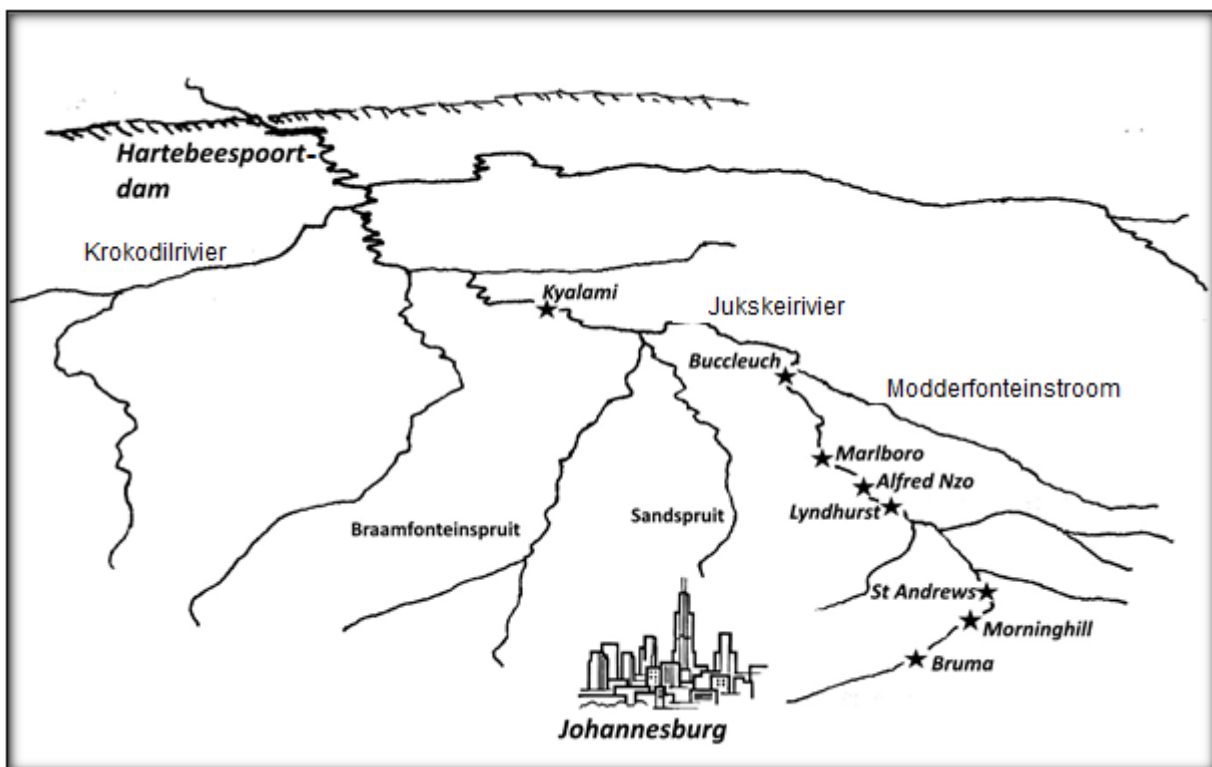 Hartebeespoort-
dam
Krokodilrivier
Kyalami
Jukskeirivier
Buccleuch
Modderfonteinstroom
Marlboro
Alfred Nzo
Lyndhurst
Braamfonteinspruit
Sandspruit
St Andrews
Morninghill
Bruma
Johannesburg